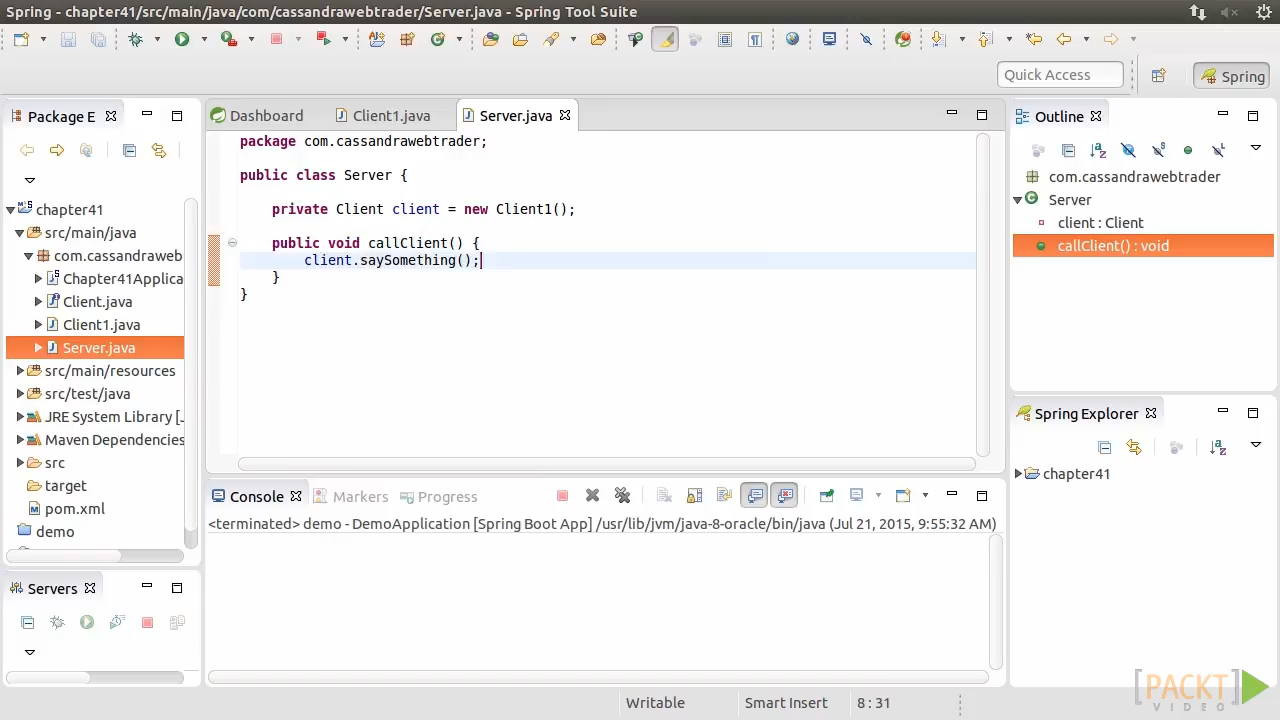 Spring - chapter41/src/main/java/com/cassandrawebtrader/Server.java - Spring Tool Suite
Quick Access
Spring
Package E
chapter41
src/main/java
com.cassandraweb
Chapter41Applica
Client.java
Client1.java
Server.java
src/main/resources
src/test/java
JRE System Library [
Maven Dependencies
src
target
pom.xml
demo
Servers
Dashboard
Client1.java
Server.java
package com.cassandrawebtrader;
public class Server {
private Client client = new Client1();
public void callClient() {
client.saySomething();
}
}
Console
Markers
Progress
<terminated> demo - DemoApplication [Spring Boot App] /usr/lib/jvm/java-8-oracle/bin/java (Jul 21, 2015, 9:55:32 AM)
Outline
com.cassandrawebtrader
Server
client : Client
callClient() : void
Spring Explorer
chapter41
Writable
Smart Insert
8 : 31
PACKT
VIDEO